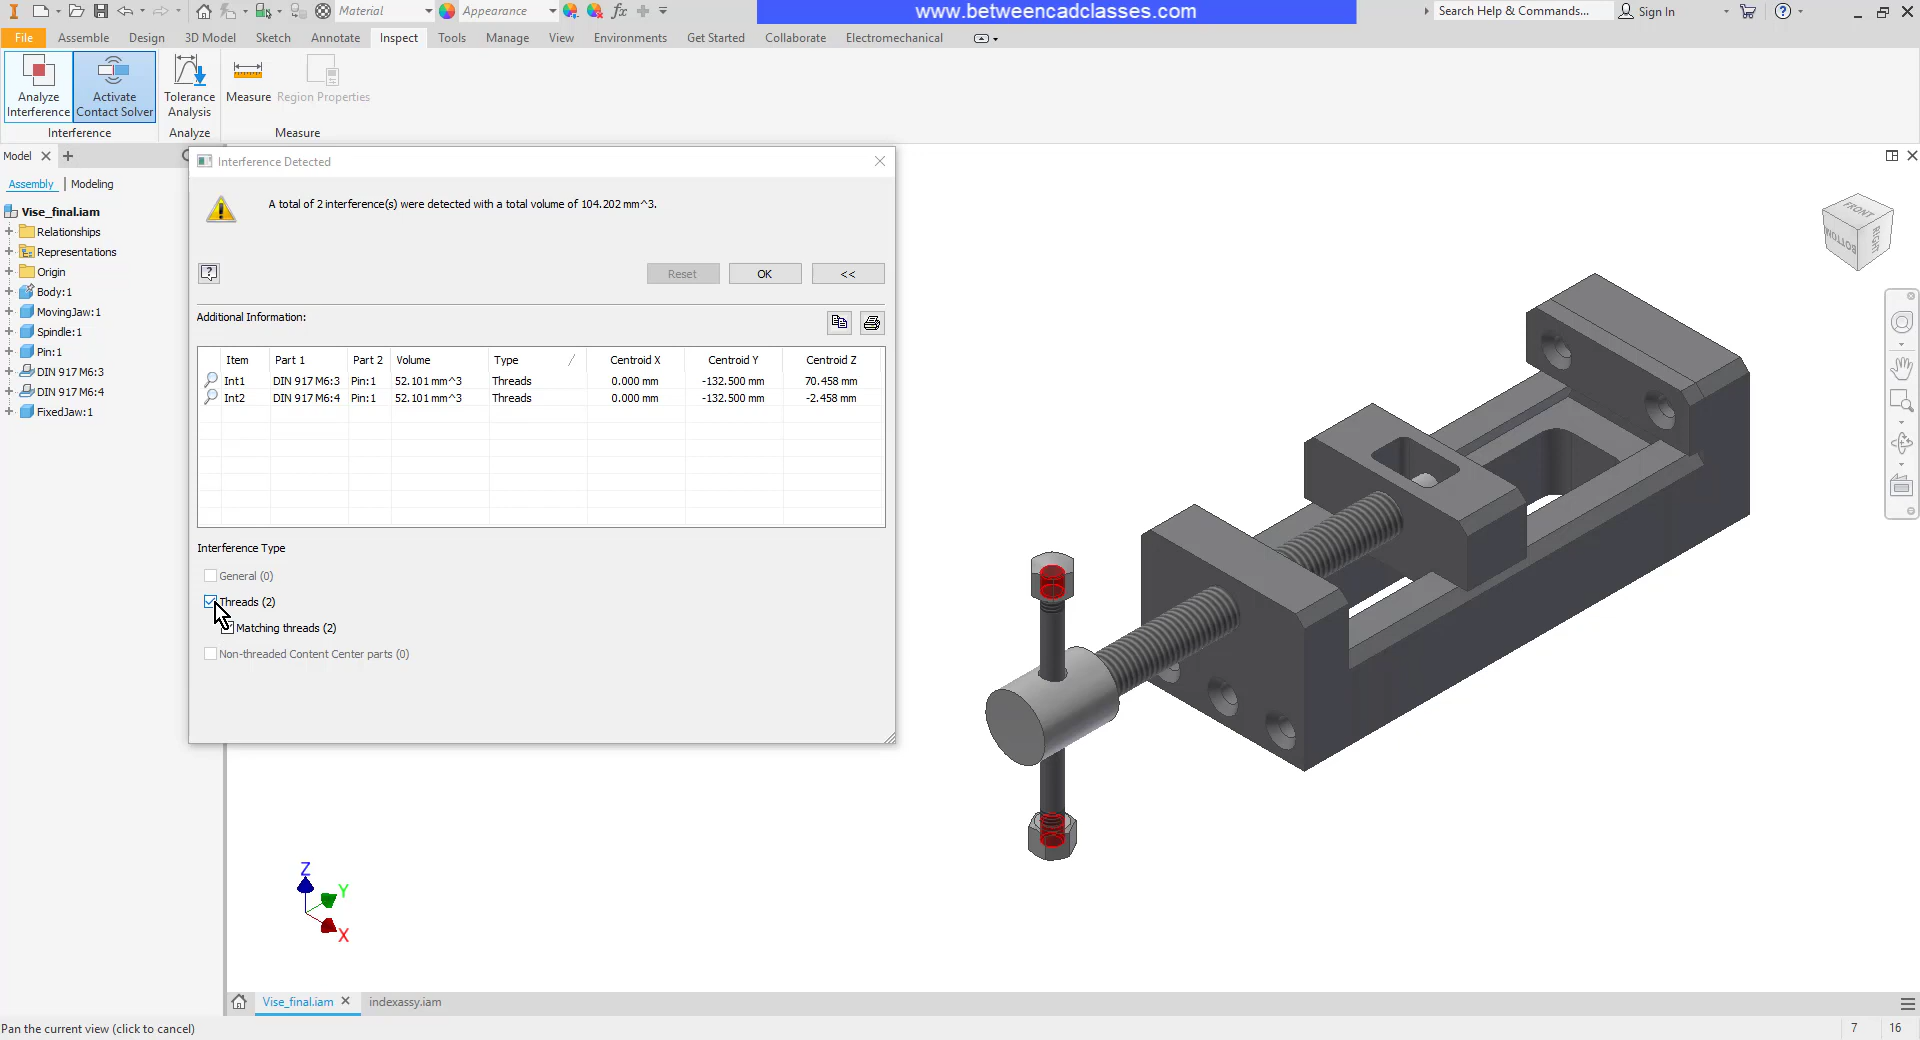 Material
Appearance
fx
www.betweencadclasses.com
Search Help & Commands...
Sign In
File
Assemble
Design
3D Model
Sketch
Annotate
Inspect
Tools
Manage
View
Environments
Get Started
Collaborate
Electromechanical
Analyze
Interference
Activate
Contact Solver
Tolerance
Analysis
Measure
Region Properties
Interference
Analyze
Measure
Model
Assembly | Modeling
Vise_final.iam
Relationships
Representations
Origin
Body:1
MovingJaw:1
Spindle:1
Pin:1
DIN 917 M6:3
DIN 917 M6:4
FixedJaw:1
Interference Detected
A total of 2 interference(s) were detected with a total volume of 104.202 mm^3.
Reset
OK
<<
Additional Information:
Item Part 1 Part 2 Volume Type Centroid X Centroid Y Centroid Z
Int1 DIN 917 M6:3 Pin:1 52.101 mm^3 Threads 0.000 mm -132.500 mm 70.458 mm
Int2 DIN 917 M6:4 Pin:1 52.101 mm^3 Threads 0.000 mm -132.500 mm -2.458 mm
Interference Type
General (0)
Threads (2)
Matching threads (2)
Non-threaded Content Center parts (0)
FRONT
BOTTOM
RIGHT
Z
Y
X
Vise_final.iam
indexassy.iam
Pan the current view (click to cancel)
7
16